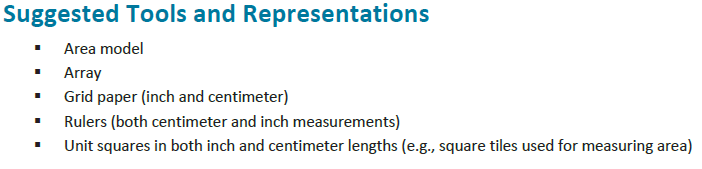 Suggested Tools and Representations
▪ Area model
▪ Array
▪ Grid paper (inch and centimeter)
▪ Rulers (both centimeter and inch measurements)
▪ Unit squares in both inch and centimeter lengths (e.g., square tiles used for measuring area)